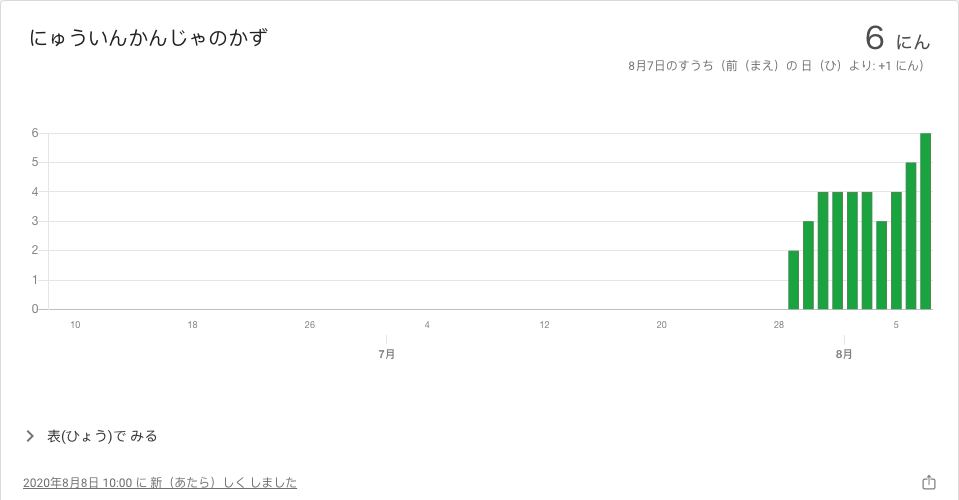 にゅういんかんじゃのかず
6 にん
8月7日のすうち（前（まえ）の 日（ひ）より: +1 にん）
6
5
4
3
2
1
0
10 18 26 4 12 20 28 5
7月 8月
表(ひょう)で みる
2020年8月8日 10:00 に 新（あたら）しく しました